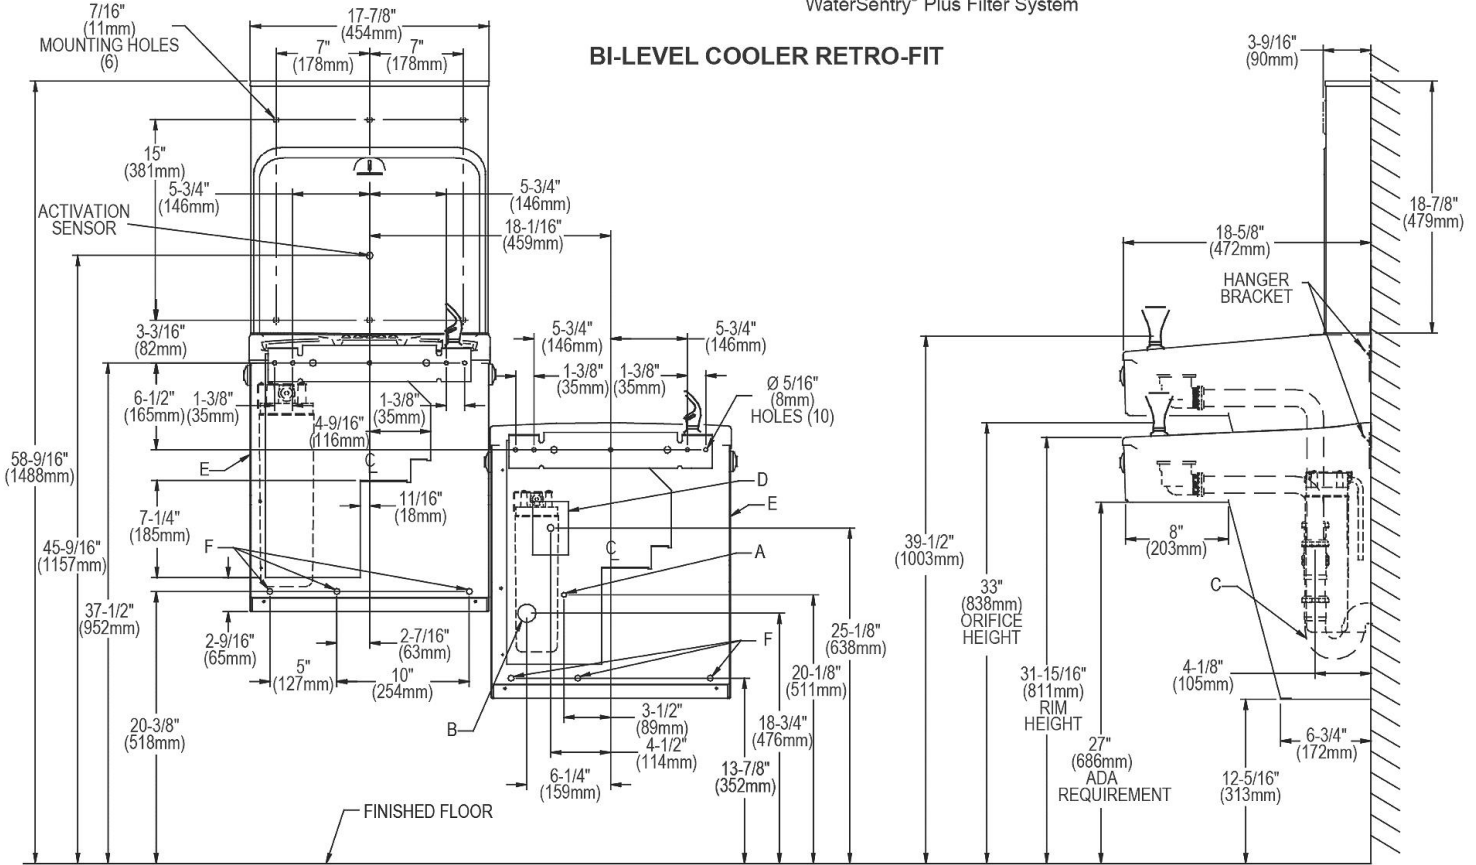 WaterSentry® Plus Filter System
BI-LEVEL COOLER RETRO-FIT
7/16"
(11mm)
MOUNTING HOLES
(6)
17-7/8"
(454mm)
7"
(178mm)
7"
(178mm)
15"
(381mm)
5-3/4"
(146mm)
5-3/4"
(146mm)
ACTIVATION
SENSOR
18-1/16"
(459mm)
3-3/16"
(82mm)
5-3/4"
(146mm)
5-3/4"
(146mm)
6-1/2"
(165mm)
1-3/8"
(35mm)
1-3/8"
(35mm)
1-3/8"
(35mm)
1-3/8"
(35mm)
Ø 5/16"
(8mm)
HOLES (10)
4-9/16"
(116mm)
58-9/16"
(1488mm)
E
C
D
E
11/16"
(18mm)
7-1/4"
(185mm)
F
C
A
45-9/16"
(1157mm)
37-1/2"
(952mm)
2-9/16"
(65mm)
2-7/16"
(63mm)
5"
(127mm)
10"
(254mm)
20-3/8"
(518mm)
B
F
25-1/8"
(638mm)
20-1/8"
(511mm)
18-3/4"
(476mm)
13-7/8"
(352mm)
3-1/2"
(89mm)
4-1/2"
(114mm)
6-1/4"
(159mm)
FINISHED FLOOR
3-9/16"
(90mm)
18-7/8"
(479mm)
18-5/8"
(472mm)
HANGER
BRACKET
39-1/2"
(1003mm)
8"
(203mm)
33"
(838mm)
ORIFICE
HEIGHT
C
31-15/16"
(811mm)
RIM
HEIGHT
4-1/8"
(105mm)
27"
(686mm)
ADA
REQUIREMENT
6-3/4"
(172mm)
12-5/16"
(313mm)